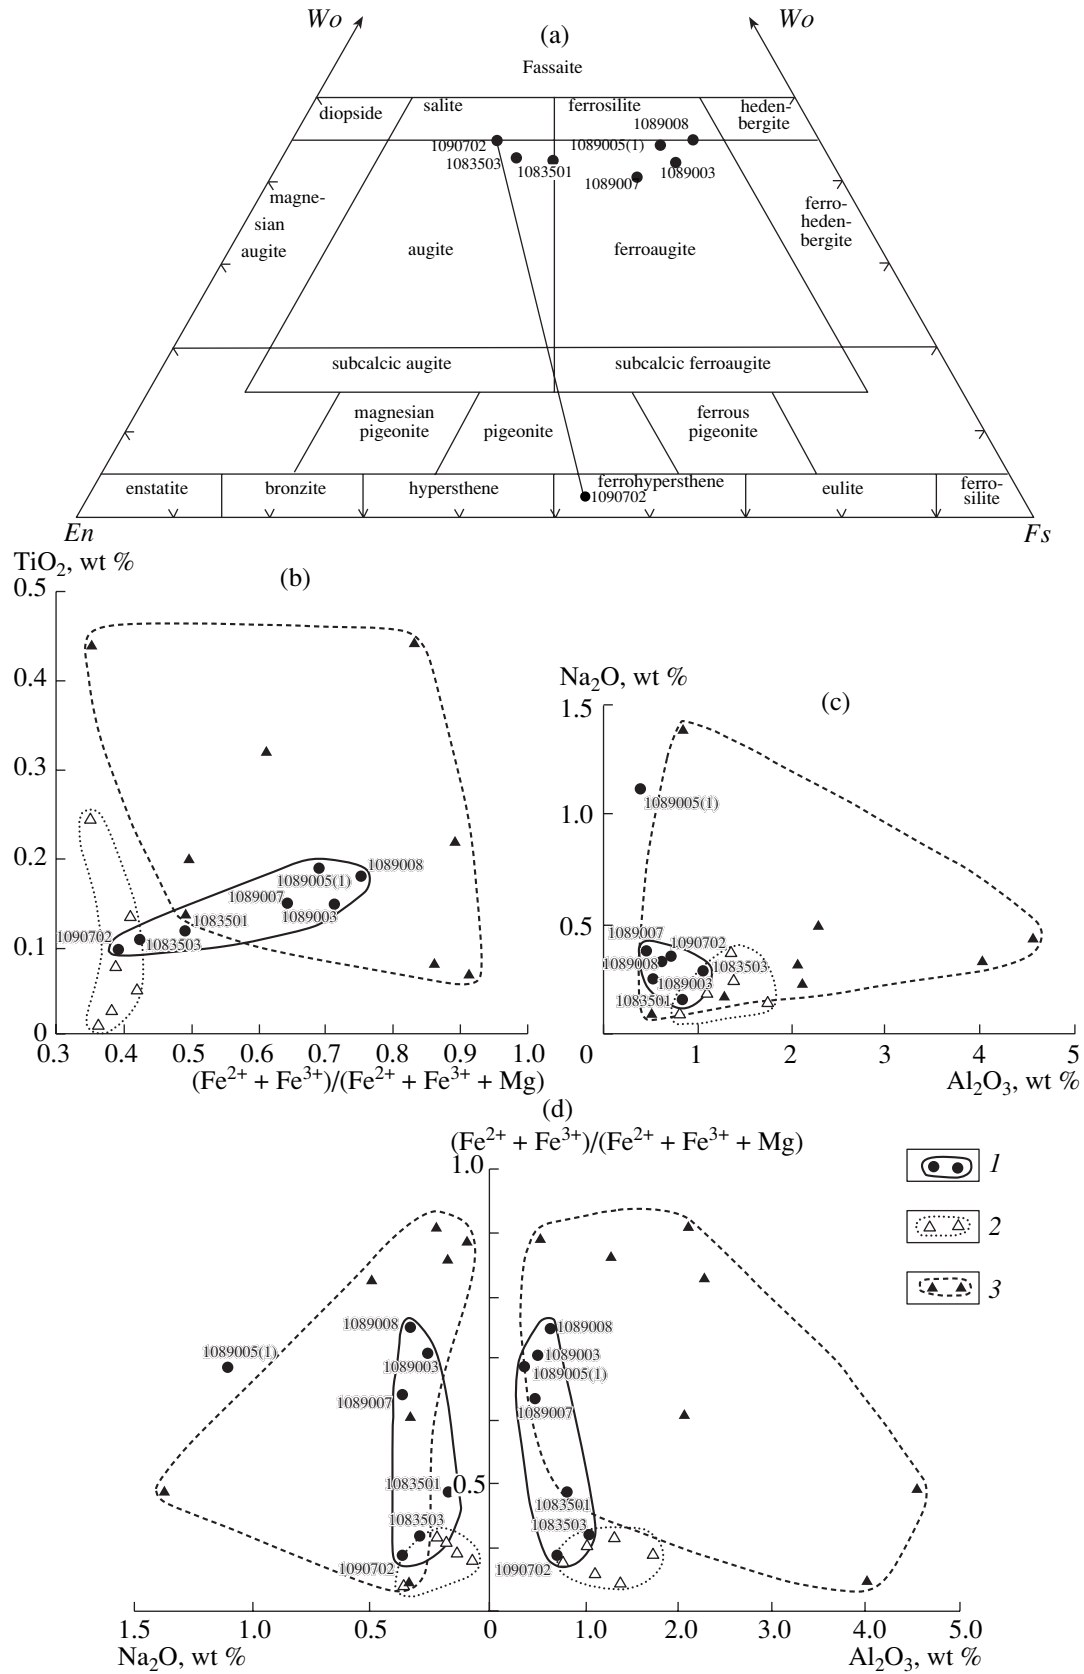 Wo
Wo
(a)
Fassaite
diopside
salite
ferrosilite
heden-
bergite
1089008
1090702
1089005(1)
1083503
1083501
1089003
1089007
magne-
sian
augite
ferro-
heden-
bergite
augite
ferroaugite
subcalcic augite
subcalcic ferroaugite
magnesian
pigeonite
pigeonite
ferrous
pigeonite
enstatite
bronzite
hypersthene
ferrohypersthene
1090702
eulite
ferro-
silite
En
Fs
TiO₂, wt %
(b)
0.5
0.4
0.3
0.2
0.1
0
1089008
1089005(1)
1089007
1089003
1083501
1090702
1083503
0.3 0.4 0.5 0.6 0.7 0.8 0.9 1.0
(Fe²⁺ + Fe³⁺)/(Fe²⁺ + Fe³⁺ + Mg)
Na₂O, wt %
(c)
1.5
1.0
0.5
1089005(1)
1089007
1090702
1089008
1083503
1089003
1083501
0 1 2 3 4 5
Al₂O₃, wt %
(d)
(Fe²⁺ + Fe³⁺)/(Fe²⁺ + Fe³⁺ + Mg)
1.0
0.5
1089008
1089005(1)
1089003
1089007
1083501
1083503
1090702
1089008
1089003
1089005(1)
1089007
1083501
1083503
1090702
1
2
3
1.5 1.0 0.5 0 1.0 2.0 3.0 4.0 5.0
Na₂O, wt %
Al₂O₃, wt %